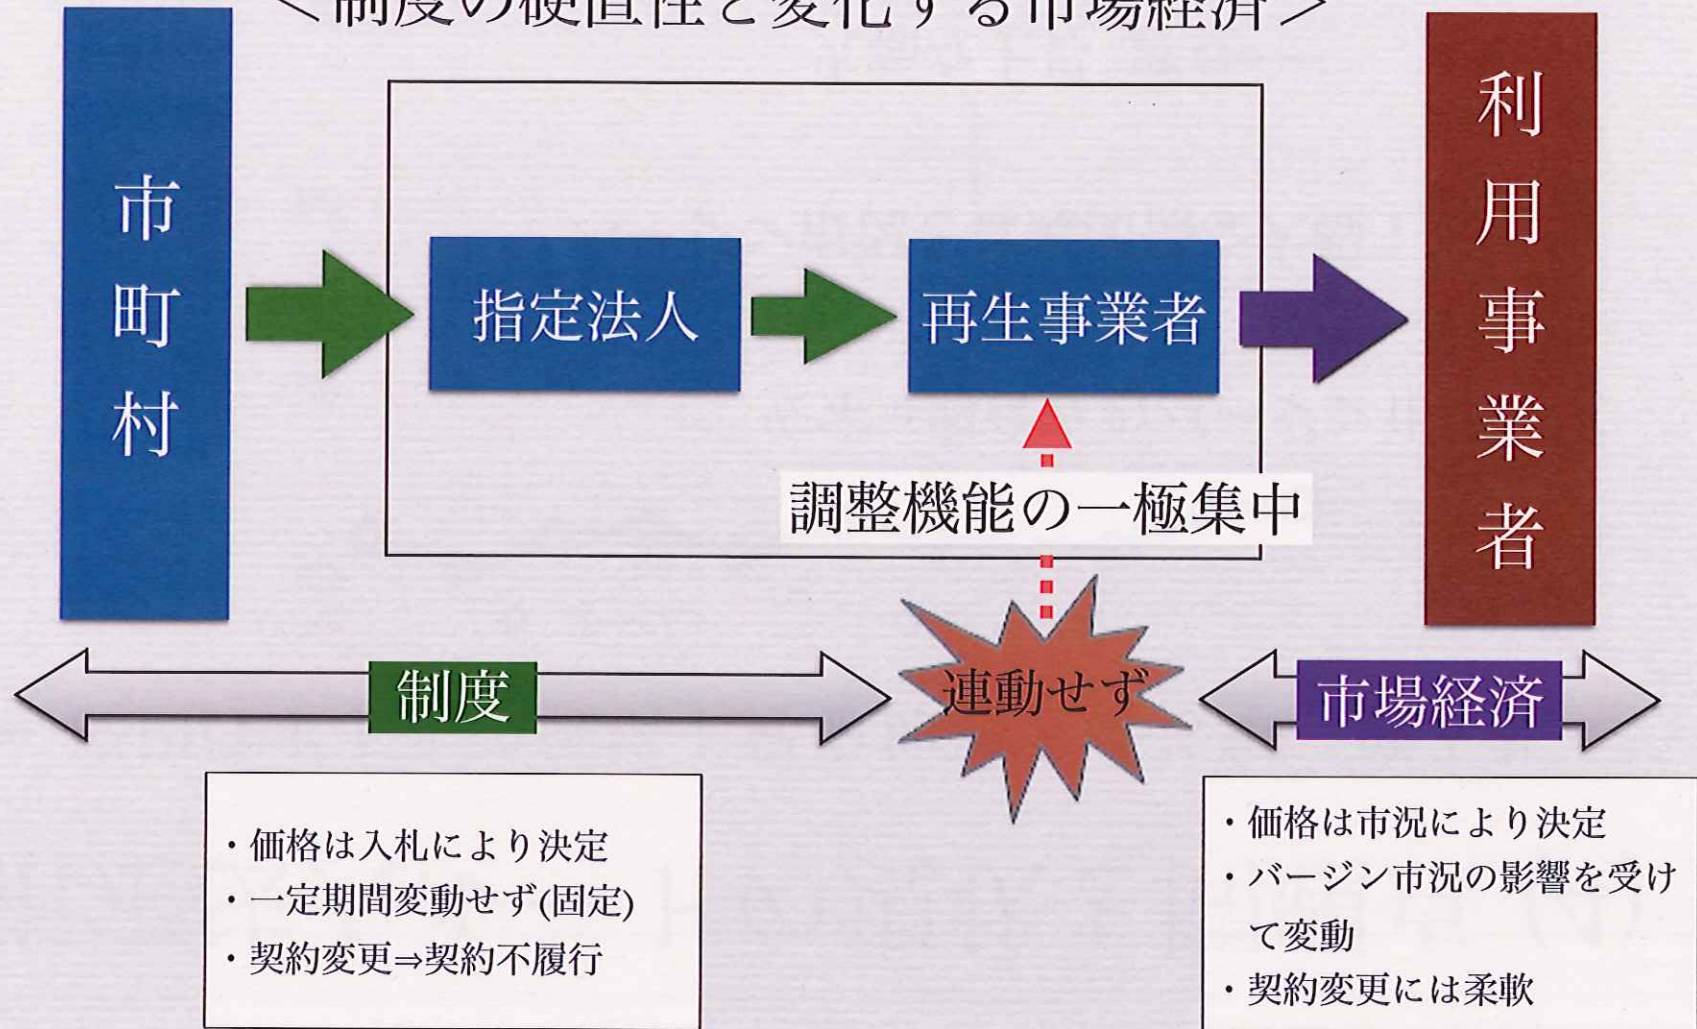 <制度の硬直性と変化する市場経済>
市町村
指定法人
再生事業者
利用事業者
調整機能の一極集中
制度
連動せず
市場経済
・価格は入札により決定
・一定期間変動せず(固定)
・契約変更⇒契約不履行
・価格は市況により決定
・バージン市況の影響を受け
て変動
・契約変更には柔軟